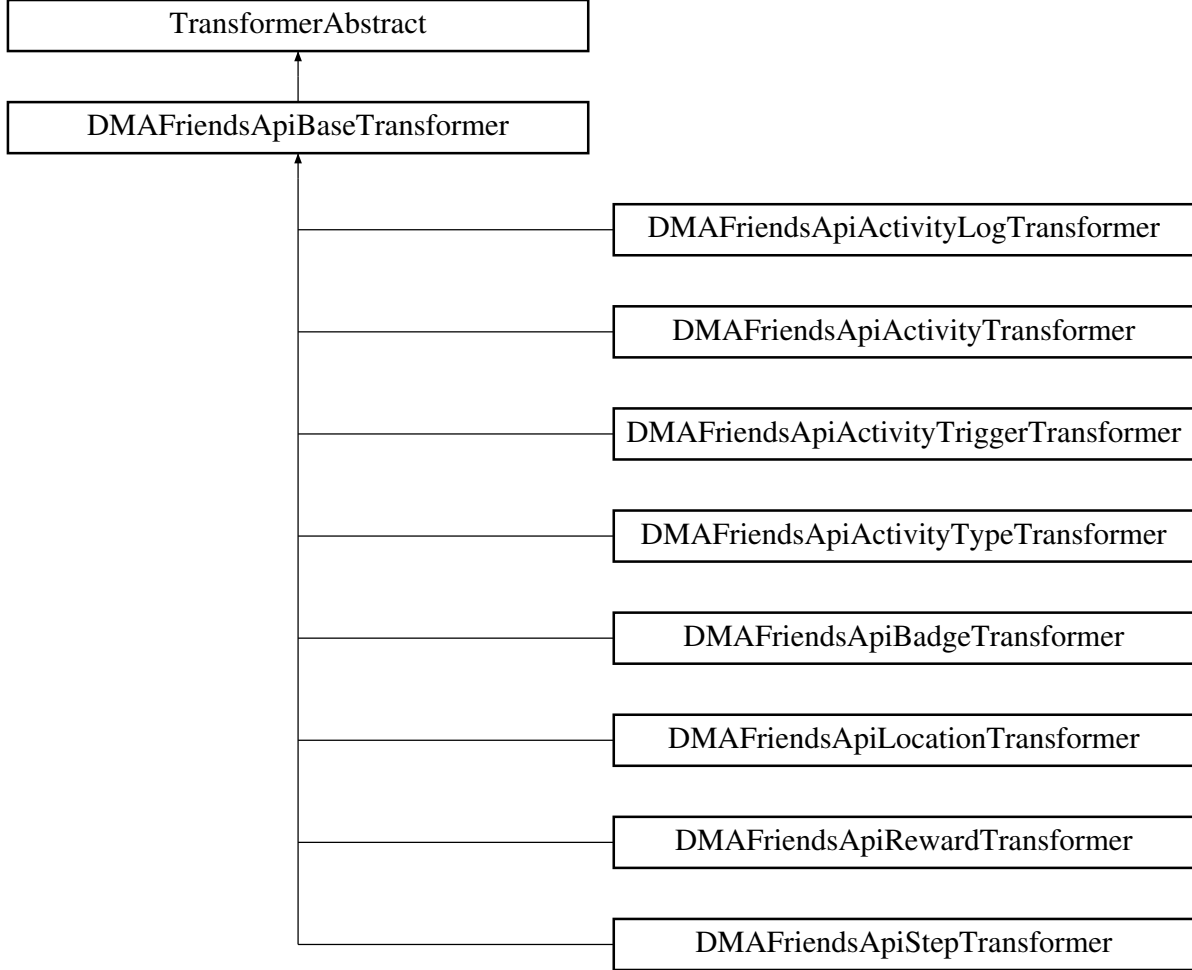 TransformerAbstract
DMAFriendsApiBaseTransformer
DMAFriendsApiActivityLogTransformer
DMAFriendsApiActivityTransformer
DMAFriendsApiActivityTriggerTransformer
DMAFriendsApiActivityTypeTransformer
DMAFriendsApiBadgeTransformer
DMAFriendsApiLocationTransformer
DMAFriendsApiRewardTransformer
DMAFriendsApiStepTransformer